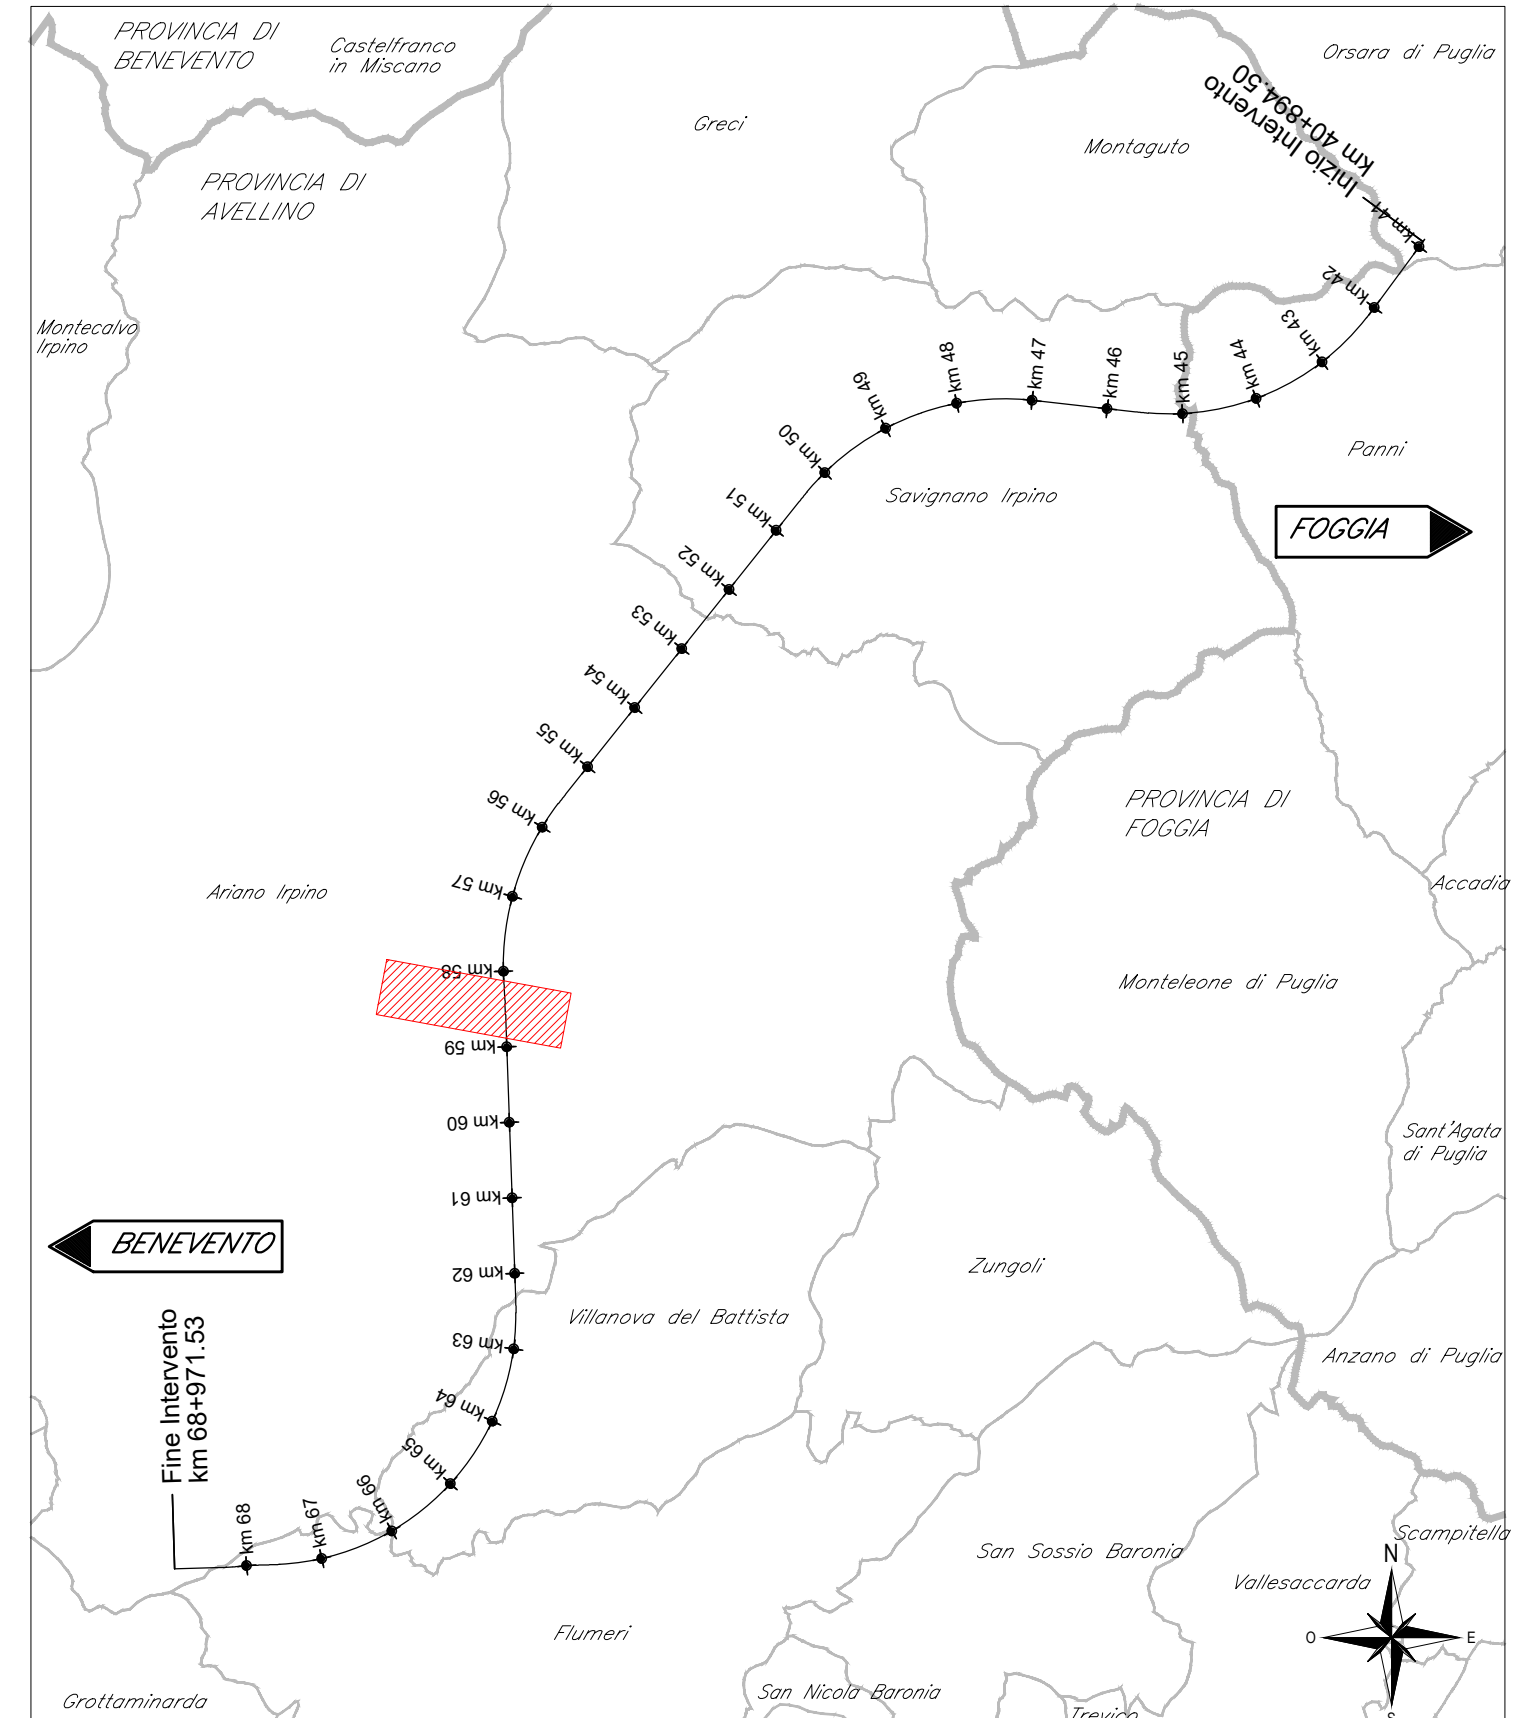 PROVINCIA DI
BENEVENTO
Castelfranco
in Miscano
Orsara di Puglia
Greci
Montaguto
Inizio Intervento
km 40+894.50
PROVINCIA DI
AVELLINO
km 41
km 42
km 43
km 44
km 45
km 46
km 47
km 48
km 49
km 50
km 51
km 52
km 53
km 54
km 55
km 56
km 57
km 58
km 59
km 60
km 61
km 62
km 63
km 64
km 65
km 66
km 67
km 68
Montecalvo
Irpino
Panni
Savignano Irpino
FOGGIA
PROVINCIA DI
FOGGIA
Ariano Irpino
Accadia
Monteleone di Puglia
Sant'Agata
di Puglia
BENEVENTO
Zungoli
Villanova del Battista
Fine Intervento
km 68+971.53
Anzano di Puglia
Scampitella
San Sossio Baronia
Vallesaccarda
N
O
E
S
Flumeri
Grottaminarda
San Nicola Baronia
Trevico